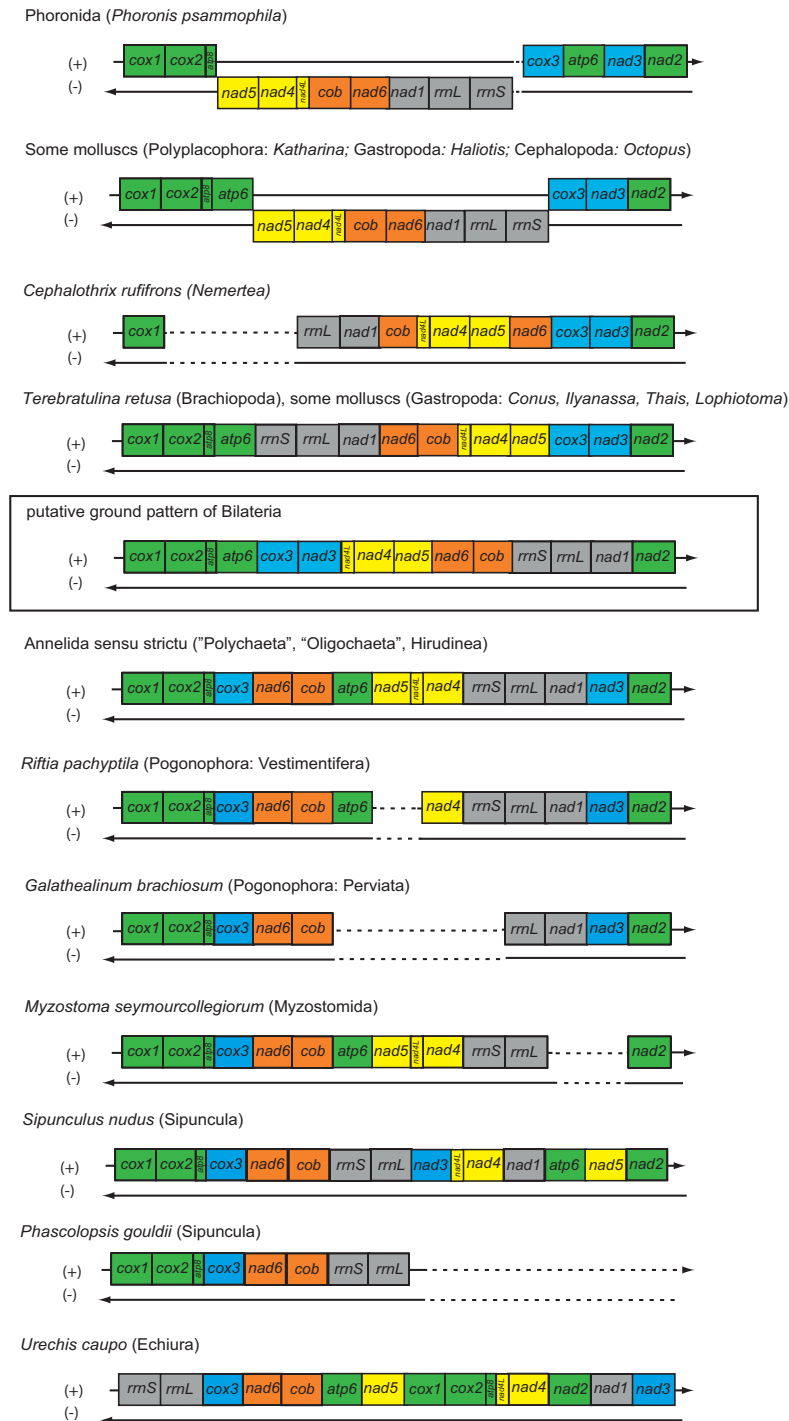 Phoronida (Phoronis psammophila)
(+) cox1 cox2 atp8 cox3 atp6 nad3 nad2
(-) nad5 nad4 nad4L cob nad6 nad1 rrnL rrnS
Some molluscs (Polyplacophora: Katharina; Gastropoda: Haliotis; Cephalopoda: Octopus)
(+) cox1 cox2 atp8 atp6 cox3 nad3 nad2
(-) nad5 nad4 nad4L cob nad6 nad1 rrnL rrnS
Cephalothrix rufifrons (Nemertea)
(+) cox1 rrnL nad1 cob nad4L nad4 nad5 nad6 cox3 nad3 nad2
(-)
Terebratulina retusa (Brachiopoda), some molluscs (Gastropoda: Conus, Ilyanassa, Thais, Lophiotoma)
(+) cox1 cox2 atp8 atp6 rrnS rrnL nad1 nad6 cob nad4L nad4 nad5 cox3 nad3 nad2
(-)
putative ground pattern of Bilateria
(+) cox1 cox2 atp8 atp6 cox3 nad3 nad4L nad4 nad5 nad6 cob rrnS rrnL nad1 nad2
(-)
Annelida sensu strictu ("Polychaeta", "Oligochaeta", Hirudinea)
(+) cox1 cox2 atp8 cox3 nad6 cob atp6 nad5 nad4L nad4 rrnS rrnL nad1 nad3 nad2
(-)
Riftia pachyptila (Pogonophora: Vestimentifera)
(+) cox1 cox2 atp8 cox3 nad6 cob atp6 nad4 rrnS rrnL nad1 nad3 nad2
(-)
Galathealinum brachiosum (Pogonophora: Perviata)
(+) cox1 cox2 atp8 cox3 nad6 cob rrnL nad1 nad3 nad2
(-)
Myzostoma seymourcollegiorum (Myzostomida)
(+) cox1 cox2 atp8 cox3 nad6 cob atp6 nad5 nad4L nad4 rrnS rrnL nad2
(-)
Sipunculus nudus (Sipuncula)
(+) cox1 cox2 atp8 cox3 nad6 cob rrnS rrnL nad3 nad4L nad4 nad1 atp6 nad5 nad2
(-)
Phascolopsis gouldii (Sipuncula)
(+) cox1 cox2 atp8 cox3 nad6 cob rrnS rrnL
(-)
Urechis caupo (Echiura)
(+) rrnS rrnL cox3 nad6 cob atp6 nad5 cox1 cox2 atp8 nad4L nad4 nad2 nad1 nad3
(-)